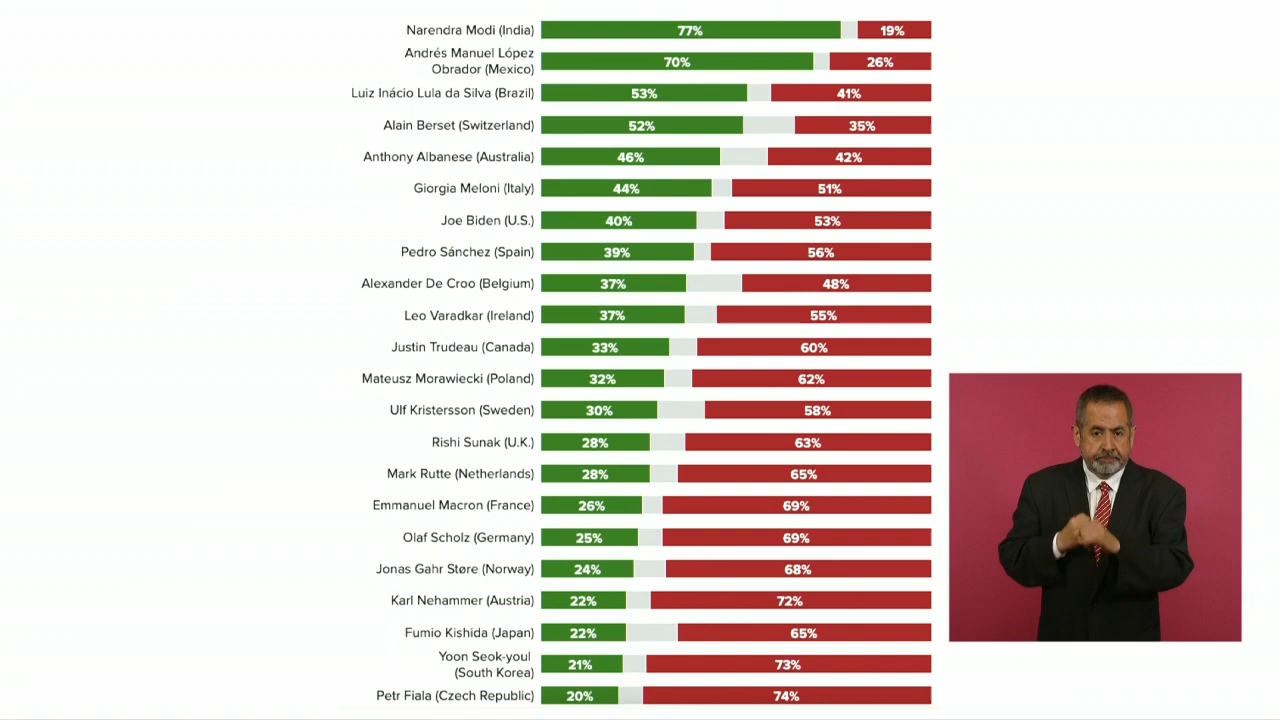 Narendra Modi (India) 77% 19%
Andrés Manuel López
Obrador (Mexico) 70% 26%
Luiz Inácio Lula da Silva (Brazil) 53% 41%
Alain Berset (Switzerland) 52% 35%
Anthony Albanese (Australia) 46% 42%
Giorgia Meloni (Italy) 44% 51%
Joe Biden (U.S.) 40% 53%
Pedro Sánchez (Spain) 39% 56%
Alexander De Croo (Belgium) 37% 48%
Leo Varadkar (Ireland) 37% 55%
Justin Trudeau (Canada) 33% 60%
Mateusz Morawiecki (Poland) 32% 62%
Ulf Kristersson (Sweden) 30% 58%
Rishi Sunak (U.K.) 28% 63%
Mark Rutte (Netherlands) 28% 65%
Emmanuel Macron (France) 26% 69%
Olaf Scholz (Germany) 25% 69%
Jonas Gahr Støre (Norway) 24% 68%
Karl Nehammer (Austria) 22% 72%
Fumio Kishida (Japan) 22% 65%
Yoon Seok-youl
(South Korea) 21% 73%
Petr Fiala (Czech Republic) 20% 74%